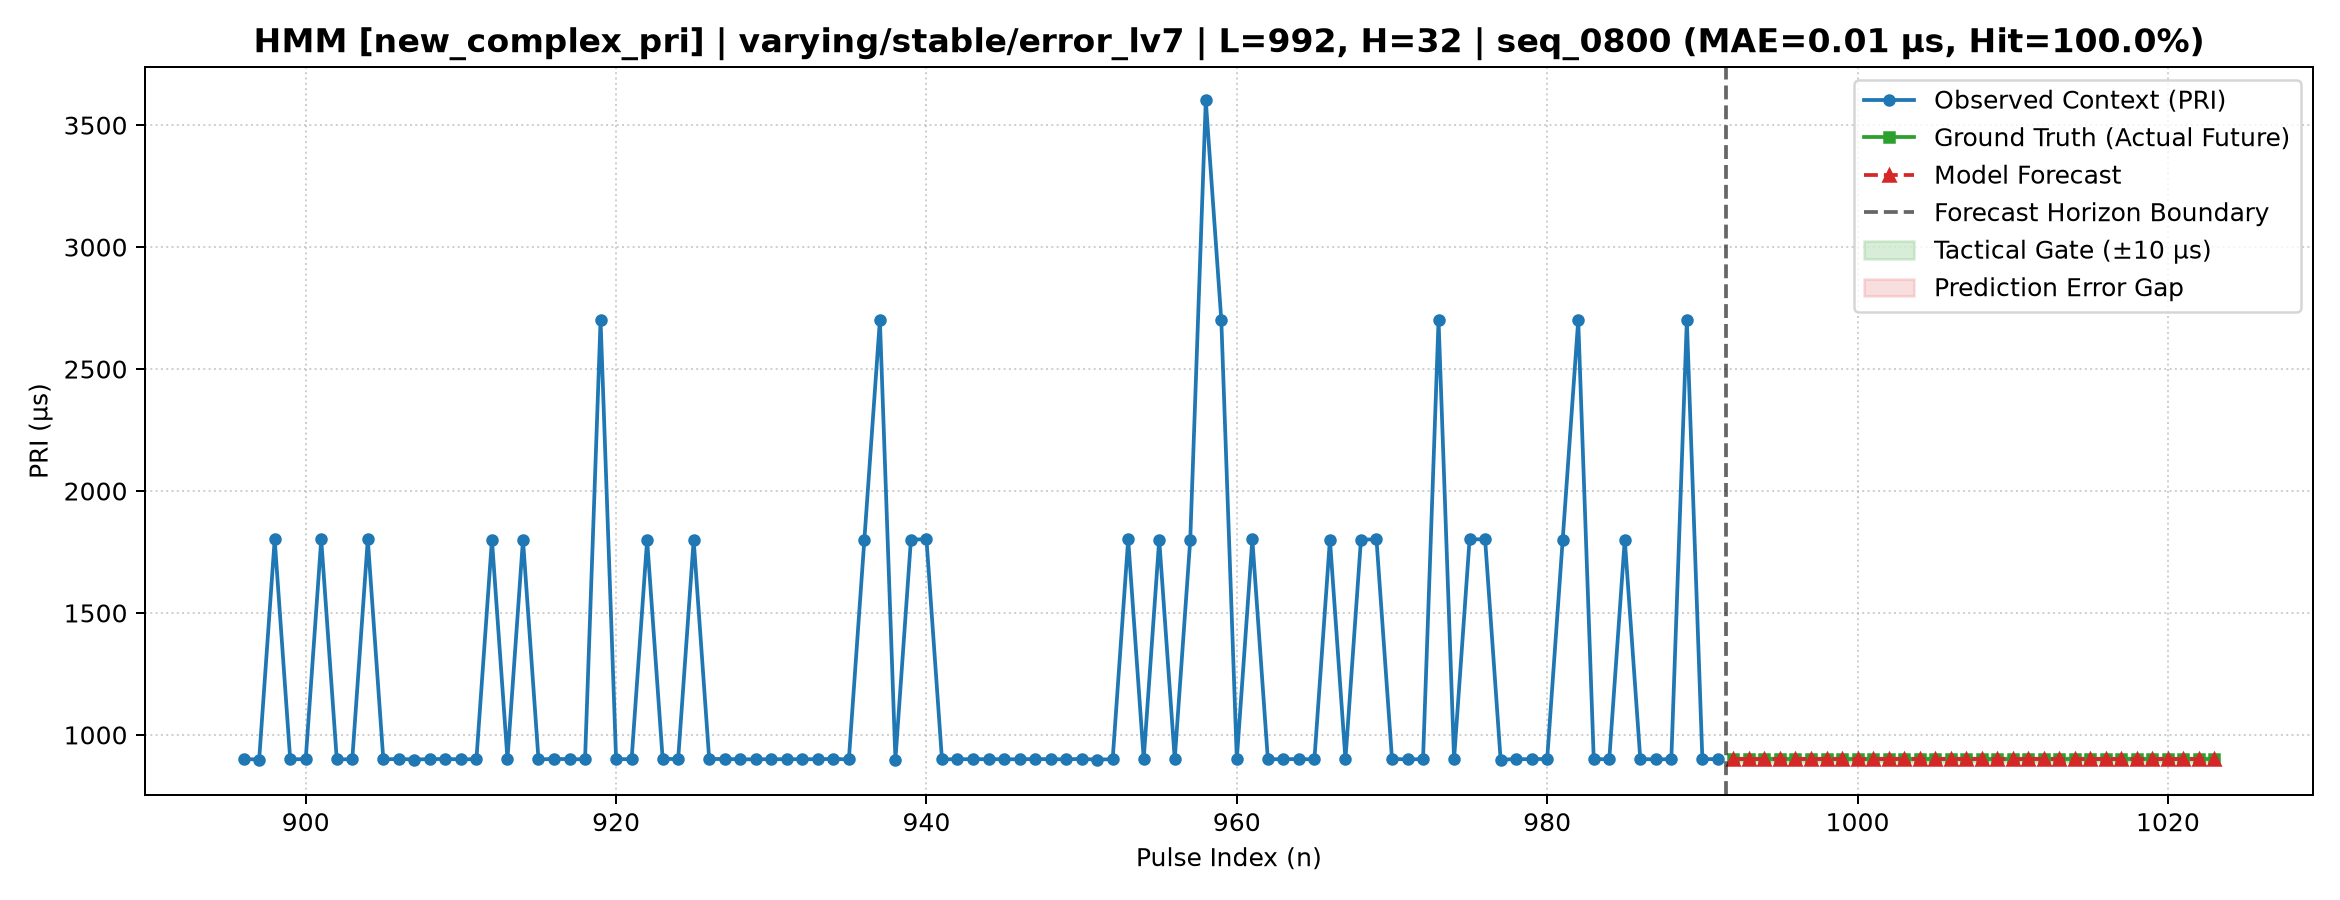 HMM [new_complex_pri] | varying/stable/error_lv7 | L=992, H=32 | seq_0800 (MAE=0.01 µs, Hit=100.0%)
Observed Context (PRI)
Ground Truth (Actual Future)
Model Forecast
Forecast Horizon Boundary
Tactical Gate (±10 µs)
Prediction Error Gap
PRI (µs)
3500
3000
2500
2000
1500
1000
900 920 940 960 980 1000 1020
Pulse Index (n)